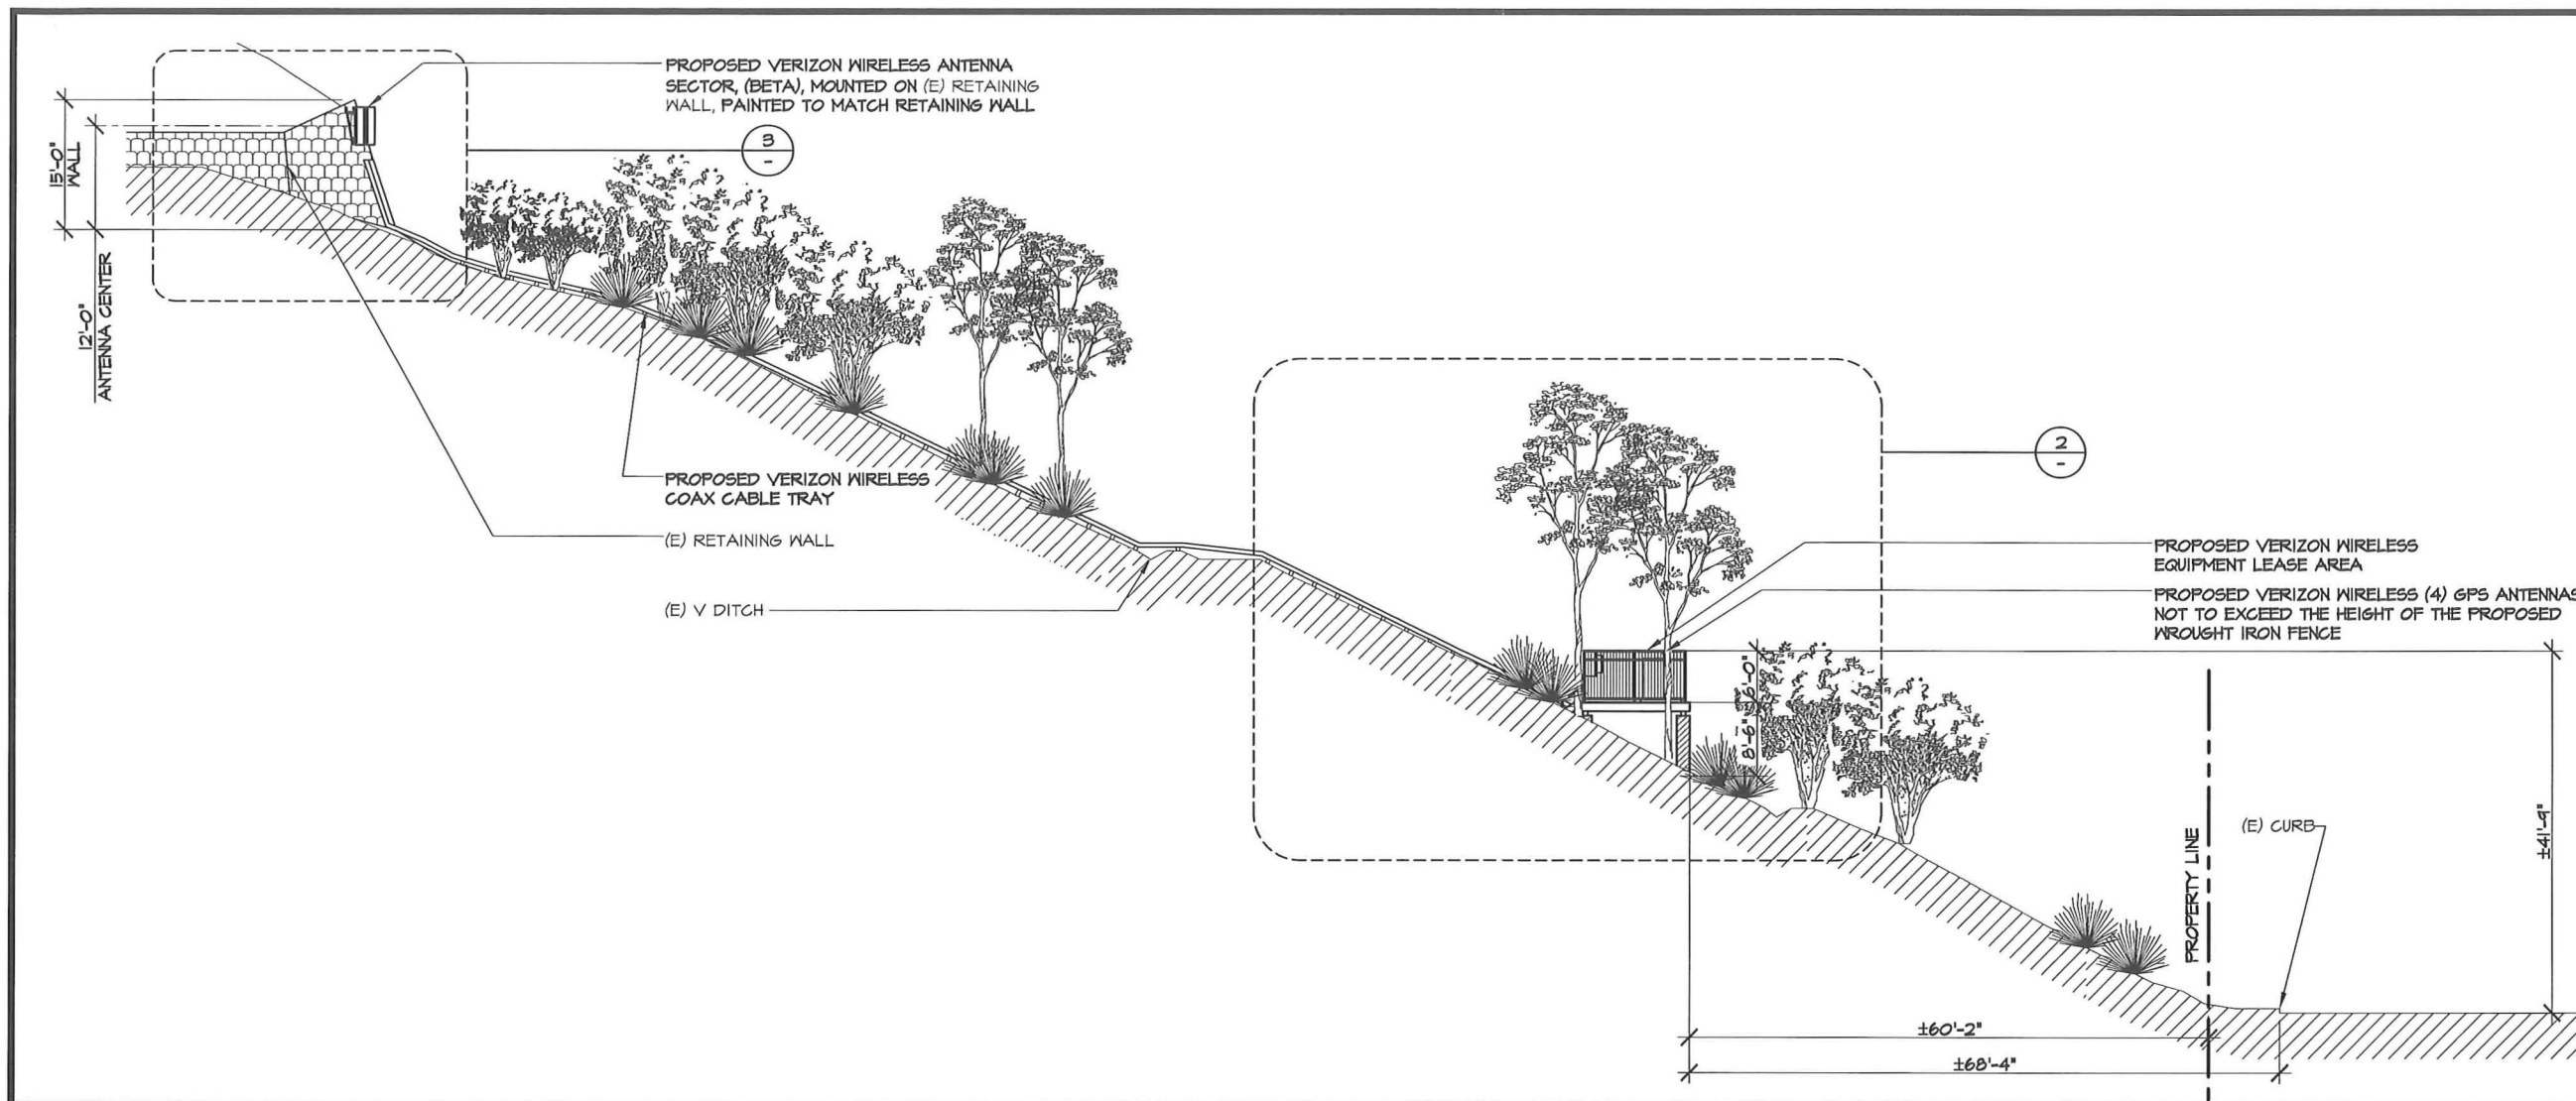 PROPOSED VERIZON WIRELESS ANTENNA
SECTOR, (BETA), MOUNTED ON (E) RETAINING
WALL, PAINTED TO MATCH RETAINING WALL
3
-
15'-0"
WALL
12'-0"
ANTENNA CENTER
PROPOSED VERIZON WIRELESS
COAX CABLE TRAY
(E) RETAINING WALL
(E) V DITCH
2
-
PROPOSED VERIZON WIRELESS
EQUIPMENT LEASE AREA
PROPOSED VERIZON WIRELESS (4) GPS ANTENNAS
NOT TO EXCEED THE HEIGHT OF THE PROPOSED
WROUGHT IRON FENCE
6'-0"
8'-6"
PROPERTY LINE
(E) CURB
±41'-9"
±60'-2"
±68'-4"